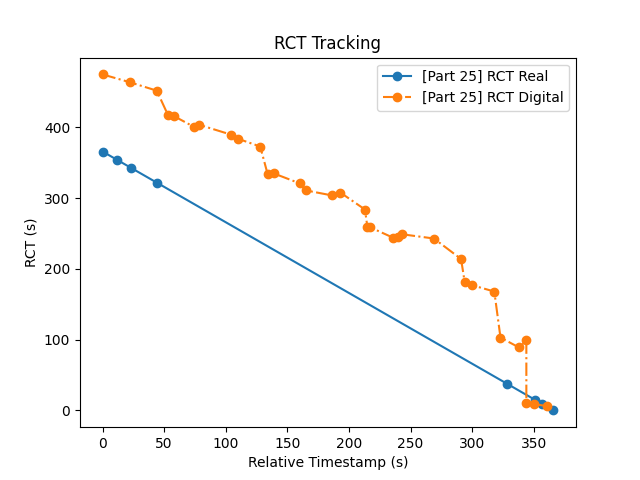 RCT Tracking
[Part 25] RCT Real
[Part 25] RCT Digital
RCT (s)
400
300
200
100
0
0 50 100 150 200 250 300 350
Relative Timestamp (s)